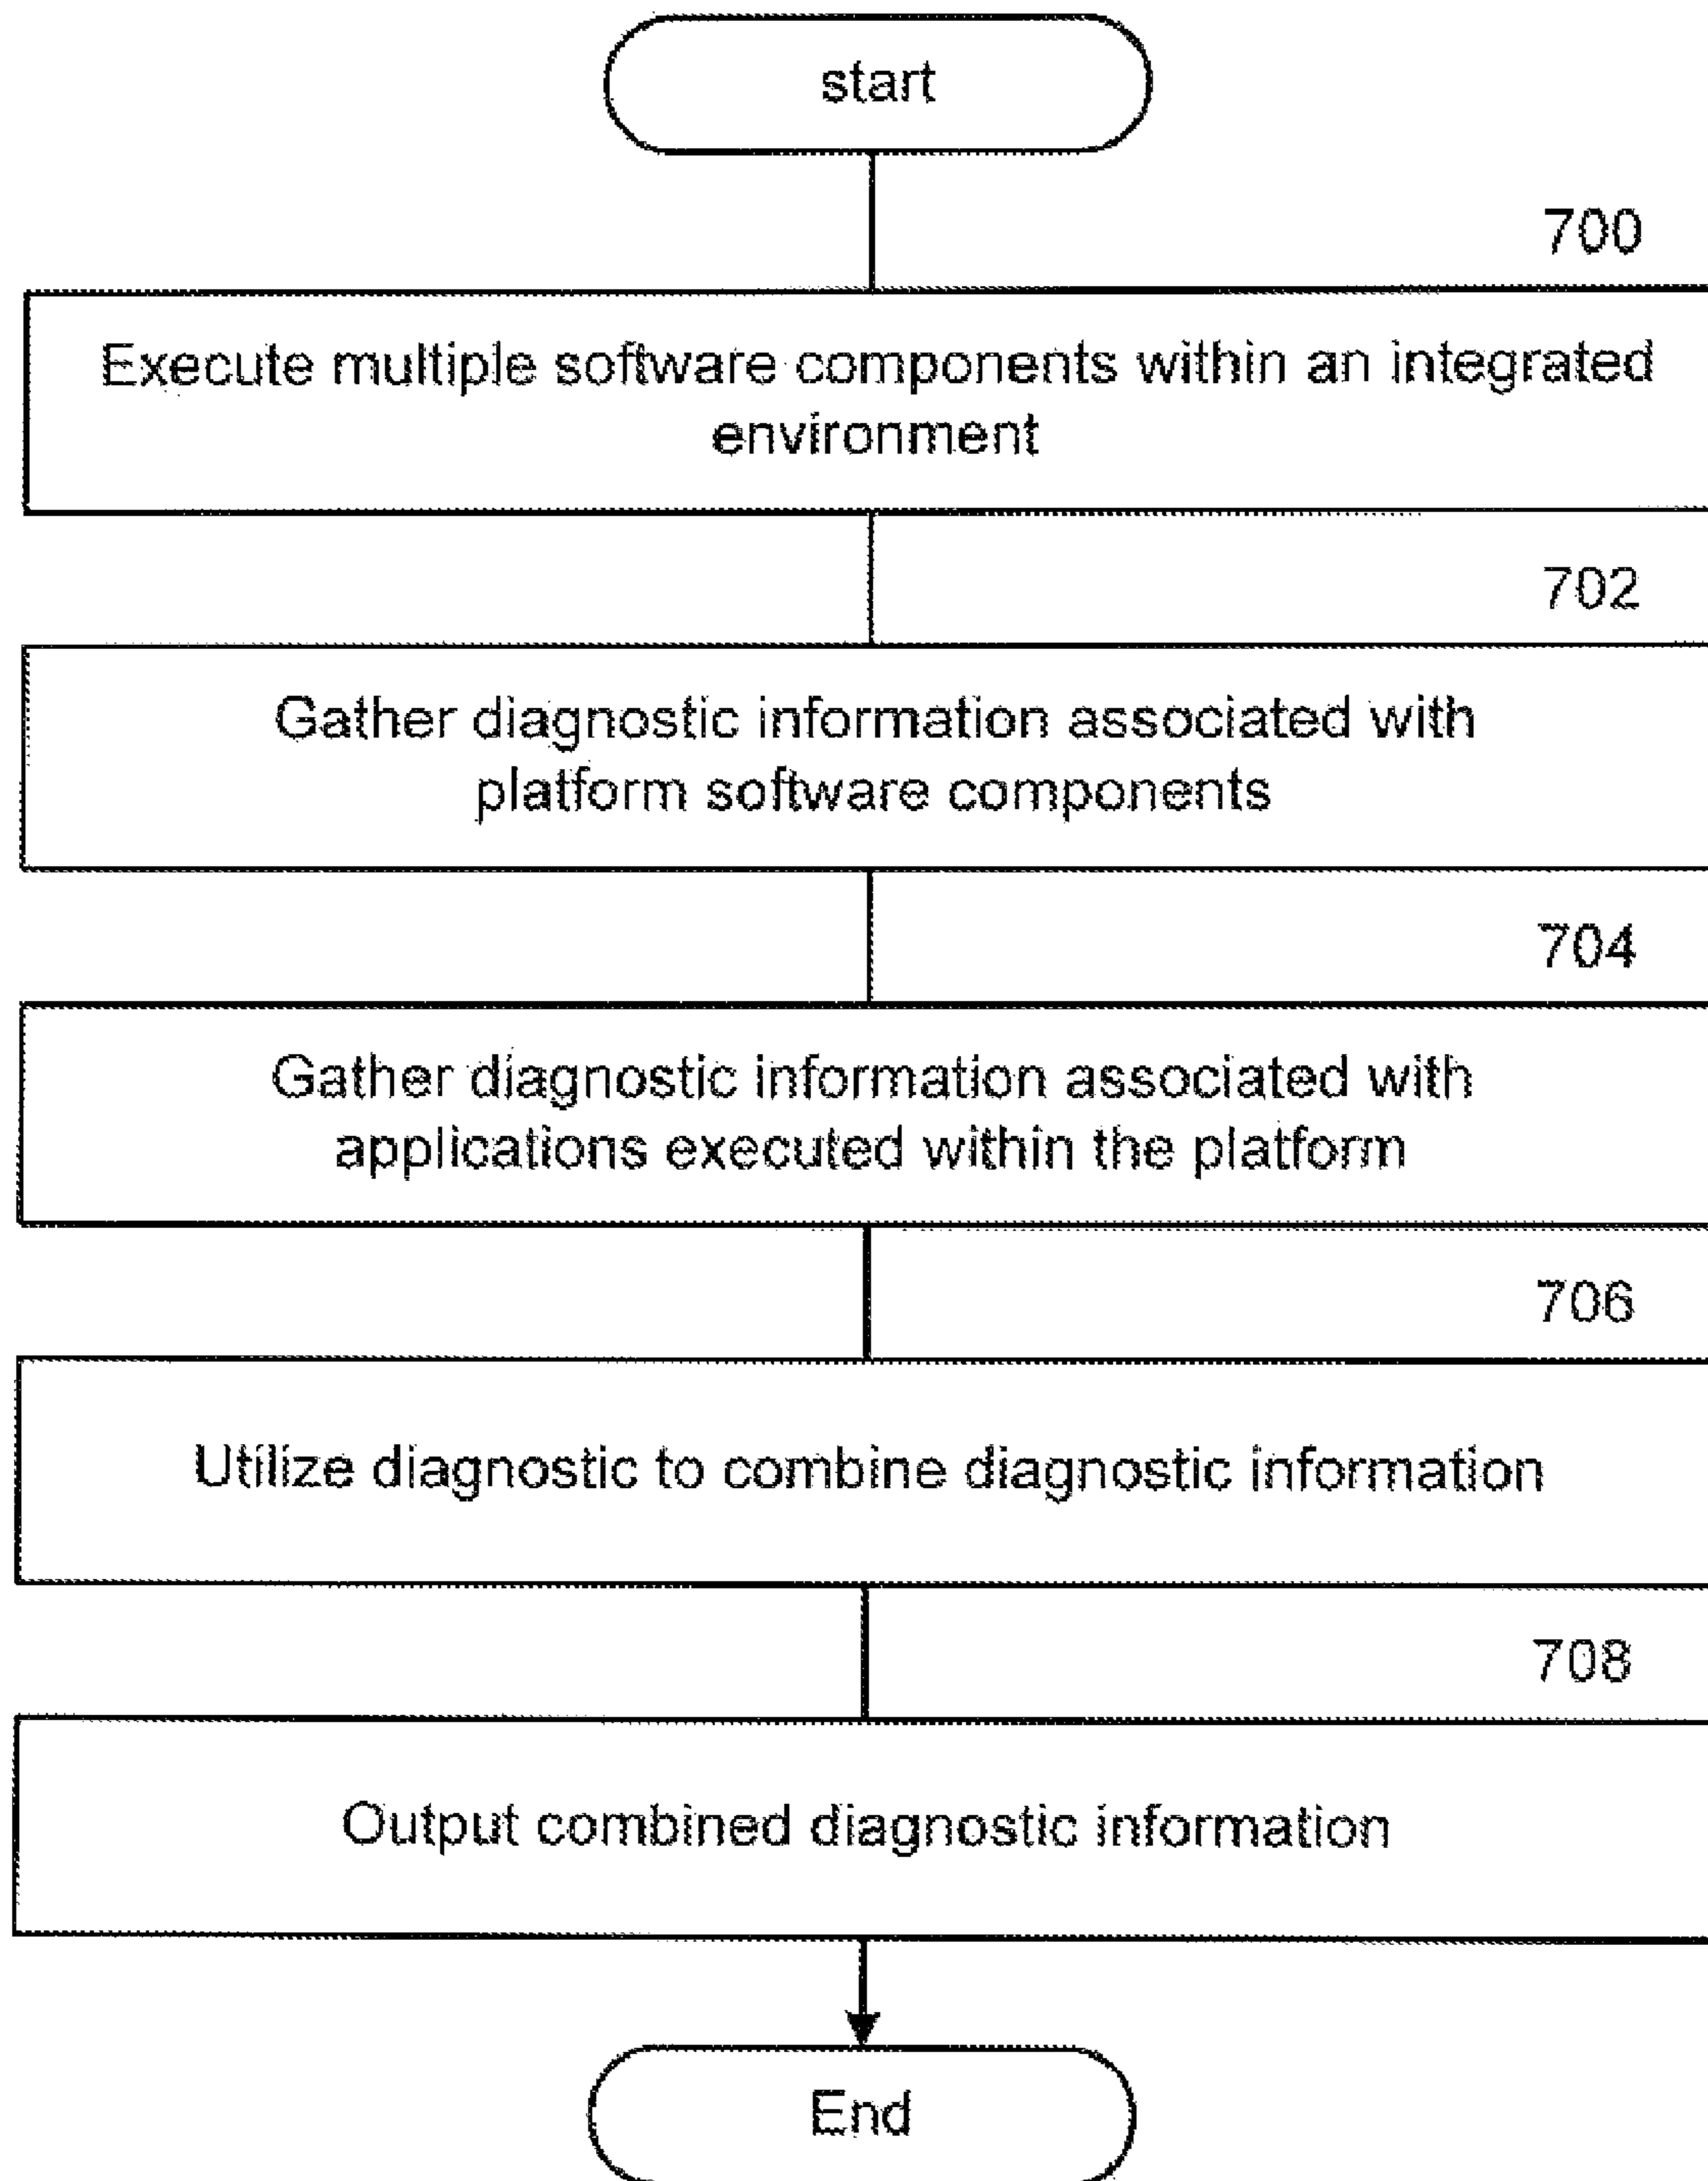 start
700
Execute multiple software components within an integrated
environment
702
Gather diagnostic information associated with
platform software components
704
Gather diagnostic information associated with
applications executed within the platform
706
Utilize diagnostic to combine diagnostic information
708
Output combined diagnostic information
End